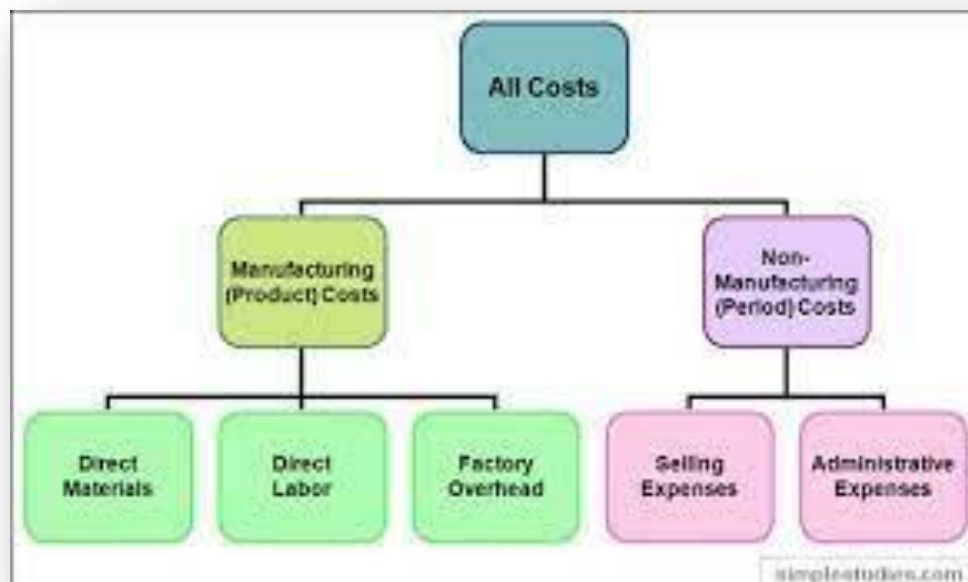 All Costs
Manufacturing
(Product) Costs
Non-
Manufacturing
(Period) Costs
Direct
Materials
Direct
Labor
Factory
Overhead
Selling
Expenses
Administrative
Expenses
simplestudies.com